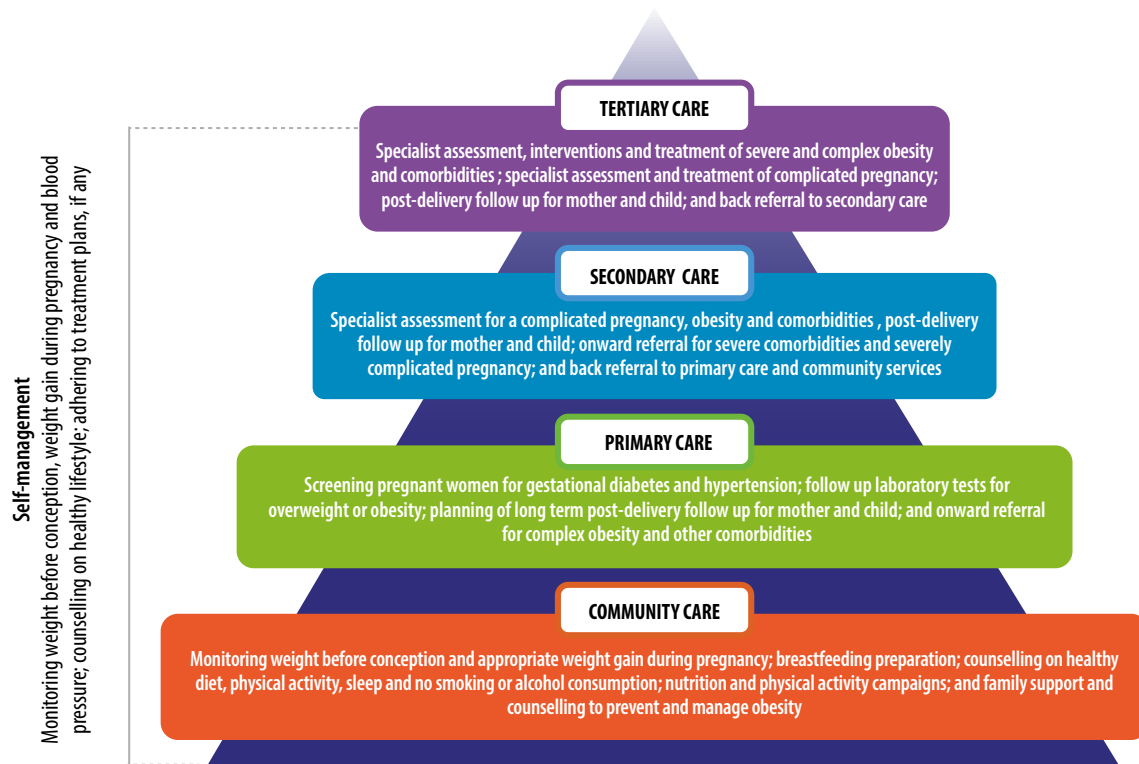 Self-management
Monitoring weight before conception, weight gain during pregnancy and blood
pressure; counselling on healthy lifestyle; adhering to treatment plans, if any
TERTIARY CARE
Specialist assessment, interventions and treatment of severe and complex obesity
and comorbidities ; specialist assessment and treatment of complicated pregnancy;
post-delivery follow up for mother and child; and back referral to secondary care
SECONDARY CARE
Specialist assessment for a complicated pregnancy, obesity and comorbidities , post-delivery
follow up for mother and child; onward referral for severe comorbidities and severely
complicated pregnancy; and back referral to primary care and community services
PRIMARY CARE
Screening pregnant women for gestational diabetes and hypertension; follow up laboratory tests for
overweight or obesity; planning of long term post-delivery follow up for mother and child; and onward referral
for complex obesity and other comorbidities
COMMUNITY CARE
Monitoring weight before conception and appropriate weight gain during pregnancy; breastfeeding preparation; counselling on healthy
diet, physical activity, sleep and no smoking or alcohol consumption; nutrition and physical activity campaigns; and family support and
counselling to prevent and manage obesity